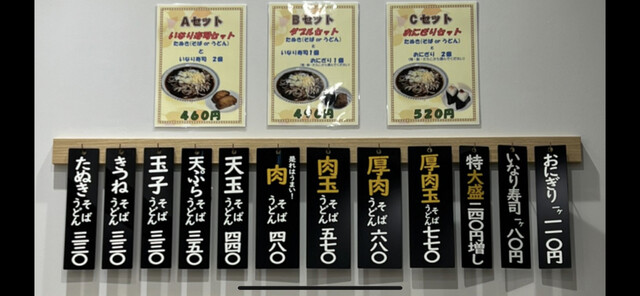 Aセット
いなり寿司セット
たぬき(そば or うどん)
と
いなり寿司 2個
460円
Bセット
ダブルセット
たぬき(そば or うどん)
いなり寿司1個
おにぎり1個
Cセット
おにぎりセット
たぬき(そば or うどん)
おにぎり 2個
520円
たぬき そば うどん 三三〇
きつね そば うどん 三三〇
玉子 そば うどん 三三〇
天ぷら そば うどん 三五〇
天玉 そば うどん 四四〇
是ればうまい!
肉 そば うどん 四八〇
肉玉 そば うどん 五七〇
厚肉 そば うどん 六八〇
厚肉玉 そば うどん 七七〇
特大盛二四〇円増し
いなり寿司 一ヶ 八〇円
おにぎり 一ヶ 一一〇円